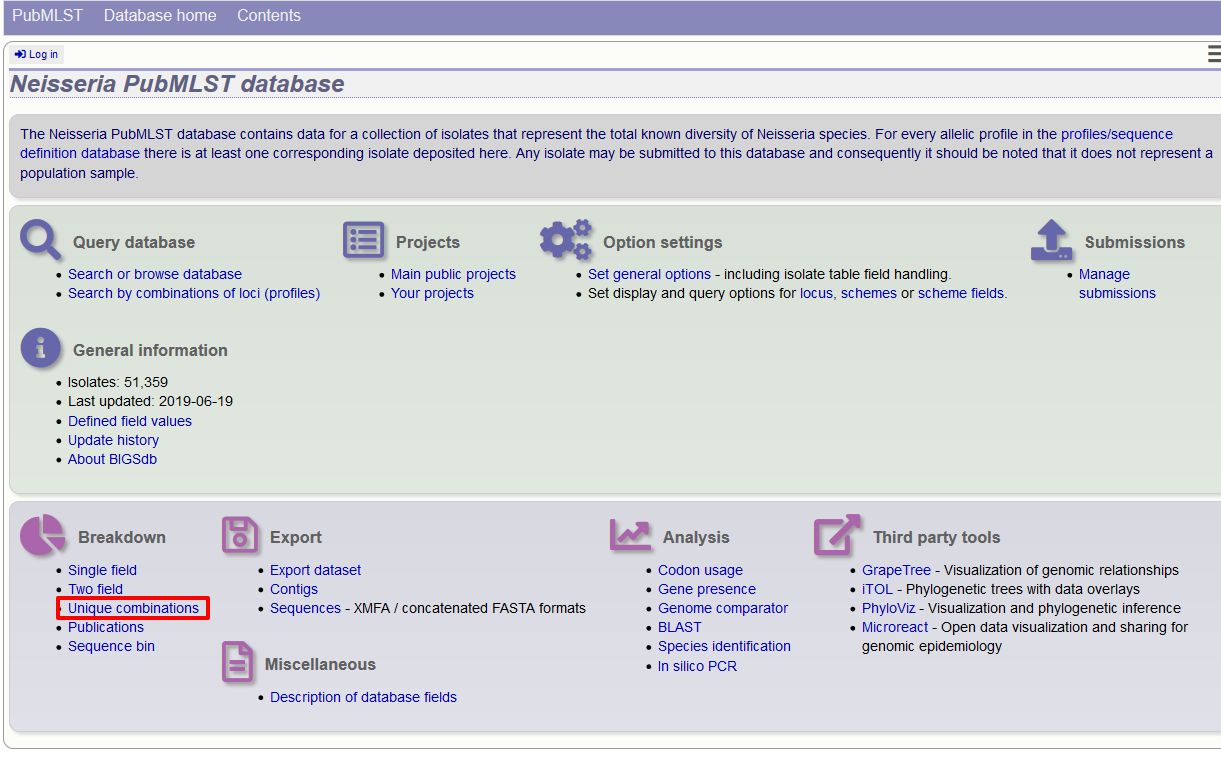 PubMLST Database home Contents
Log in
Neisseria PubMLST database
The Neisseria PubMLST database contains data for a collection of isolates that represent the total known diversity of Neisseria species. For every allelic profile in the profiles/sequence
definition database there is at least one corresponding isolate deposited here. Any isolate may be submitted to this database and consequently it should be noted that it does not represent a
population sample.
Query database
Search or browse database
Search by combinations of loci (profiles)
Projects
Main public projects
Your projects
Option settings
Set general options - including isolate table field handling.
Set display and query options for locus, schemes or scheme fields.
Submissions
Manage
submissions
General information
Isolates: 51,359
Last updated: 2019-06-19
Defined field values
Update history
About BIGSdb
Breakdown
Single field
Two field
Unique combinations
Publications
Sequence bin
Export
Export dataset
Contigs
Sequences - XMFA / concatenated FASTA formats
Miscellaneous
Description of database fields
Analysis
Codon usage
Gene presence
Genome comparator
BLAST
Species identification
In silico PCR
Third party tools
GrapeTree - Visualization of genomic relationships
iTOL - Phylogenetic trees with data overlays
PhyloViz - Visualization and phylogenetic inference
Microreact - Open data visualization and sharing for
genomic epidemiology